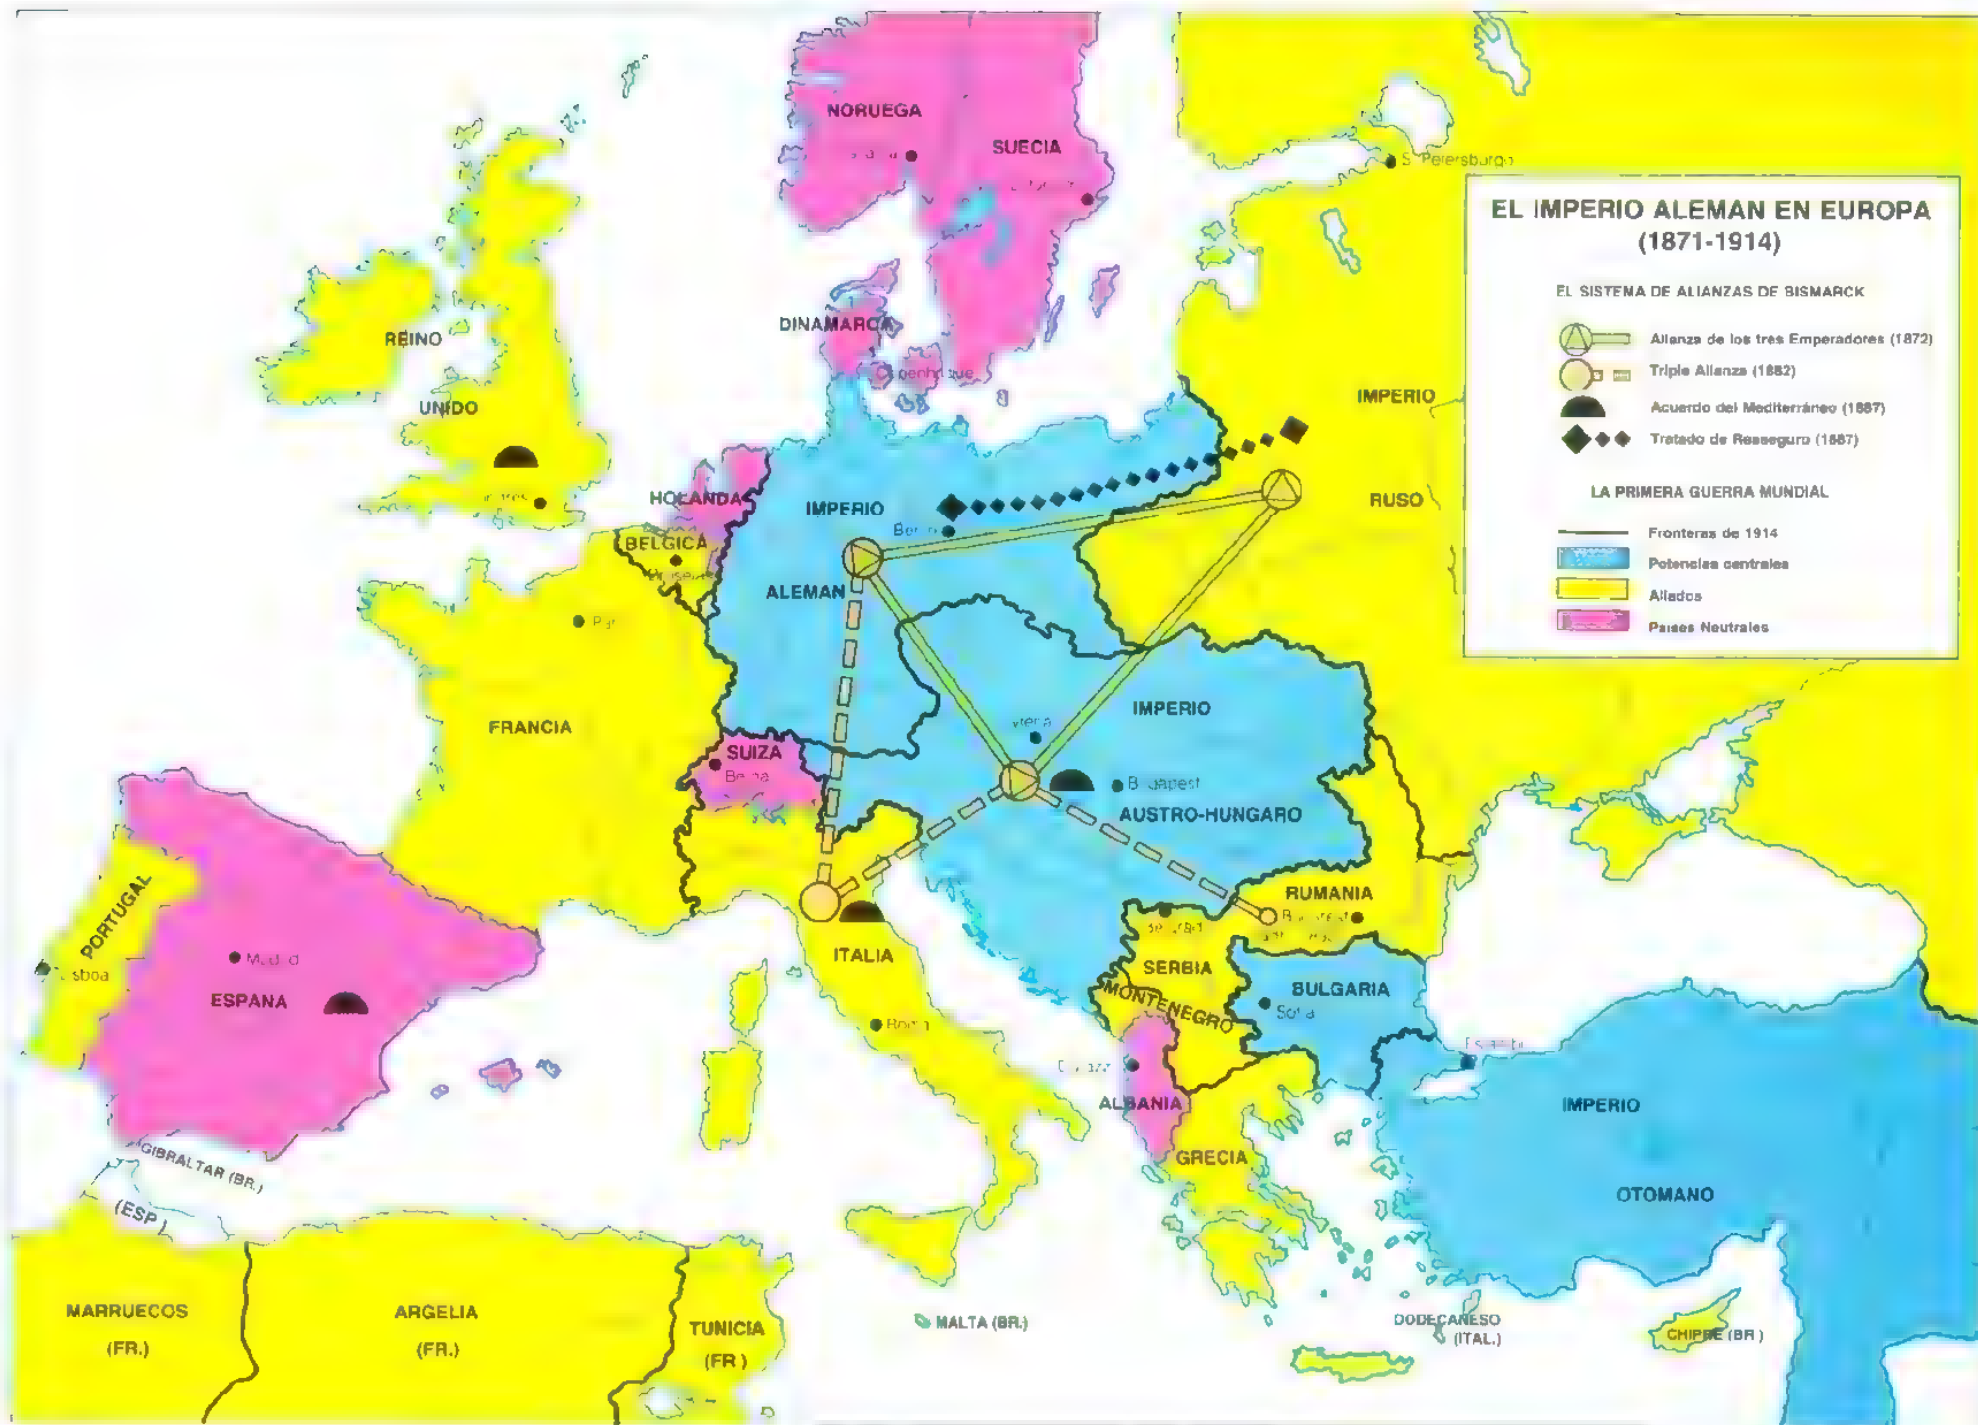 EL IMPERIO ALEMAN EN EUROPA
(1871-1914)
EL SISTEMA DE ALIANZAS DE BISMARCK
Alianza de los tres Emperadores (1872)
Triple Alianza (1882)
Acuerdo del Mediterráneo (1887)
Tratado de Reaseguro (1887)
LA PRIMERA GUERRA MUNDIAL
Fronteras de 1914
Potencias centrales
Aliados
Paises Neutrales
NORUEGA
SUECIA
S. Petersburgo
REINO
UNIDO
DINAMARCA
IMPERIO
RUSO
HOLANDA
BELGICA
IMPERIO
ALEMAN
FRANCIA
SUIZA
IMPERIO
AUSTRO-HUNGARO
Budapest
PORTUGAL
ESPANA
Madrid
ITALIA
Roma
RUMANIA
SERBIA
MONTENEGRO
BULGARIA
Sofia
ALBANIA
GRECIA
IMPERIO
OTOMANO
GIBRALTAR (BR.)
(ESP.)
MARRUECOS
(FR.)
ARGELIA
(FR.)
TUNICIA
(FR.)
MALTA (BR.)
DODECANESO
(ITAL.)
CHIPRE (BR.)